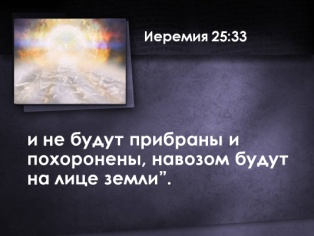 Иеремия 25:33
и не будут прибраны и
похоронены, навозом будут
на лице земли”.